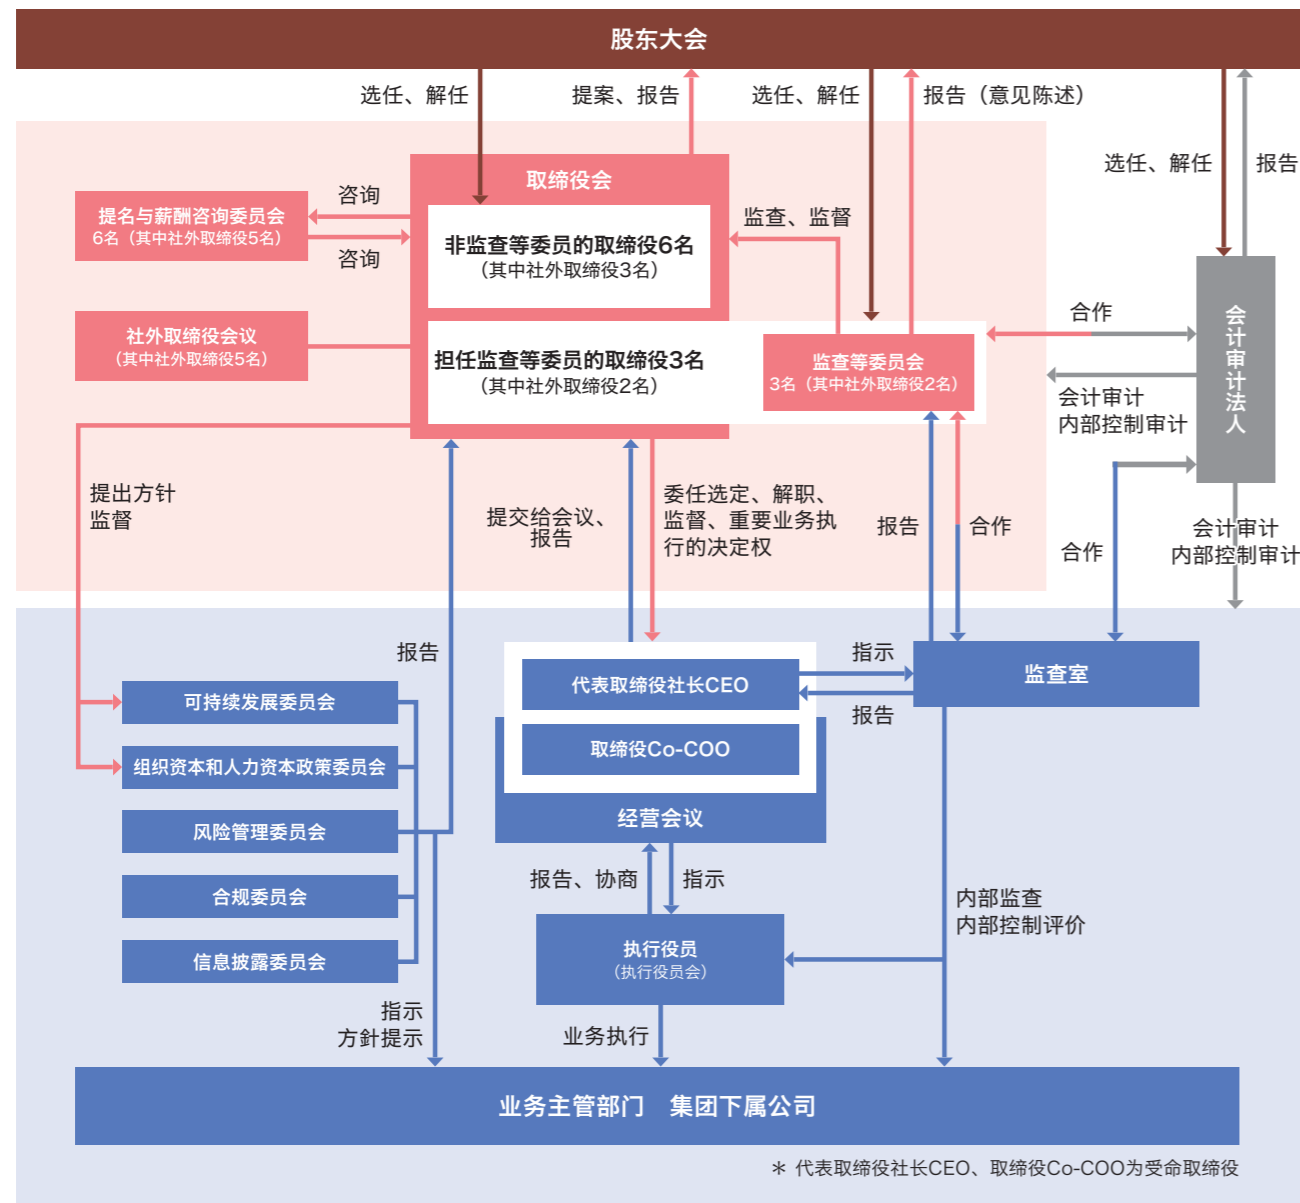 股东大会
选任、解任
提案、报告
选任、解任
报告（意见陈述）
选任、解任
报告
取缔役会
咨询
提名与薪酬咨询委员会
6名（其中社外取缔役5名）
咨询
非监查等委员的取缔役6名
（其中社外取缔役3名）
监查、监督
社外取缔役会议
（其中社外取缔役5名）
担任监查等委员的取缔役3名
（其中社外取缔役2名）
监查等委员会
3名（其中社外取缔役2名）
合作
会计审计法人
会计审计
内部控制审计
提出方针
监督
提交给会议、
报告
委任选定、解职、
监督、重要业务执
行的决定权
报告
合作
合作
会计审计
内部控制审计
报告
代表取缔役社长CEO
取缔役Co-COO
经营会议
指示
报告
监查室
可持续发展委员会
组织资本和人力资本政策委员会
风险管理委员会
合规委员会
信息披露委员会
报告、协商
指示
内部监查
内部控制评价
执行役员
（执行役员会）
指示
方針提示
业务执行
业务主管部门　集团下属公司
＊ 代表取缔役社长CEO、取缔役Co-COO为受命取缔役